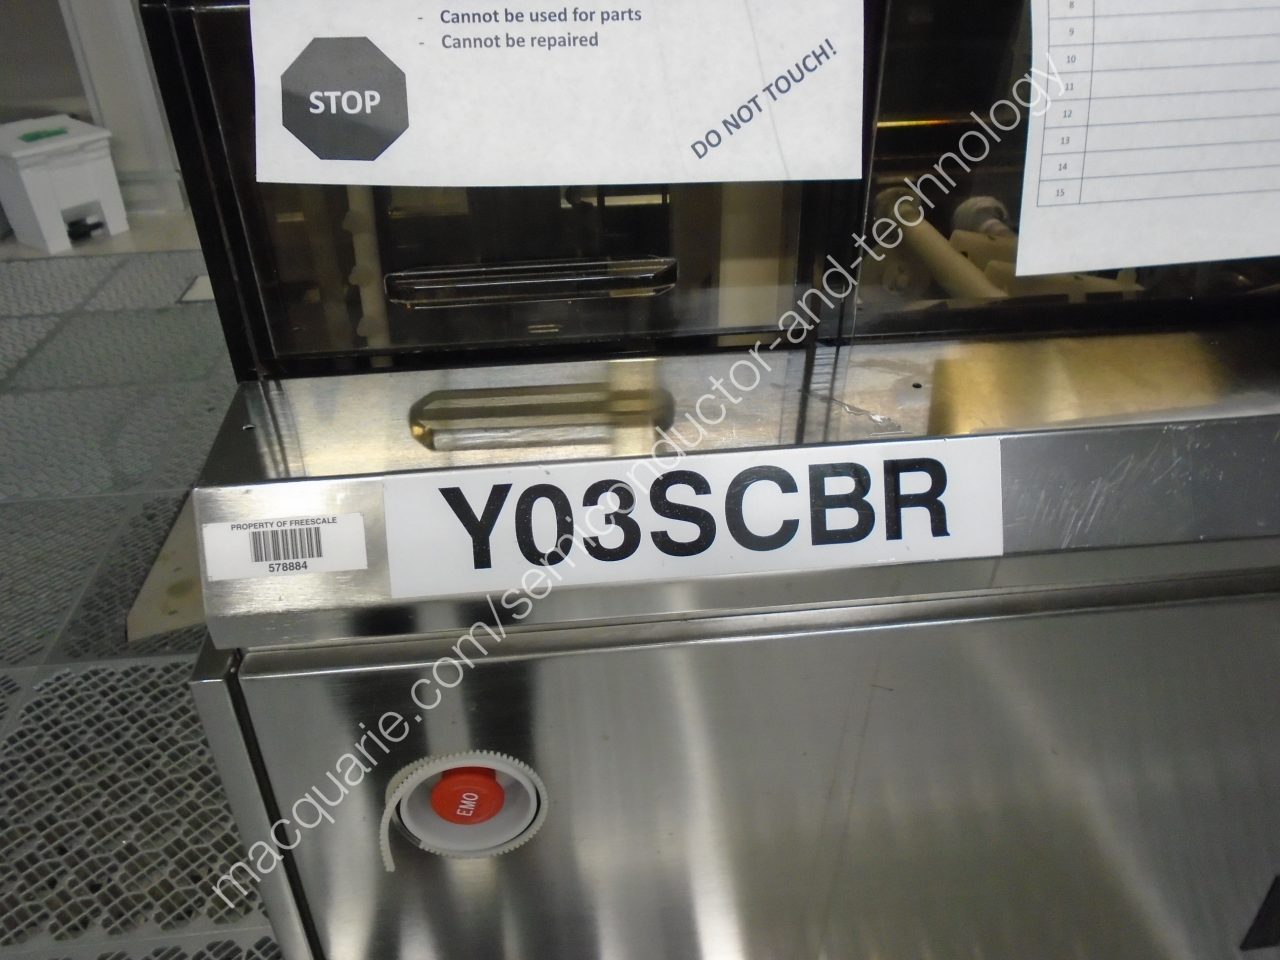 - Cannot be used for parts
- Cannot be repaired
STOP
DO NOT TOUCH!
8
9
10
11
12
13
14
15
PROPERTY OF FREESCALE
578884
Y03SCBR
EMO
macquarie.com/semiconductor-and-technology